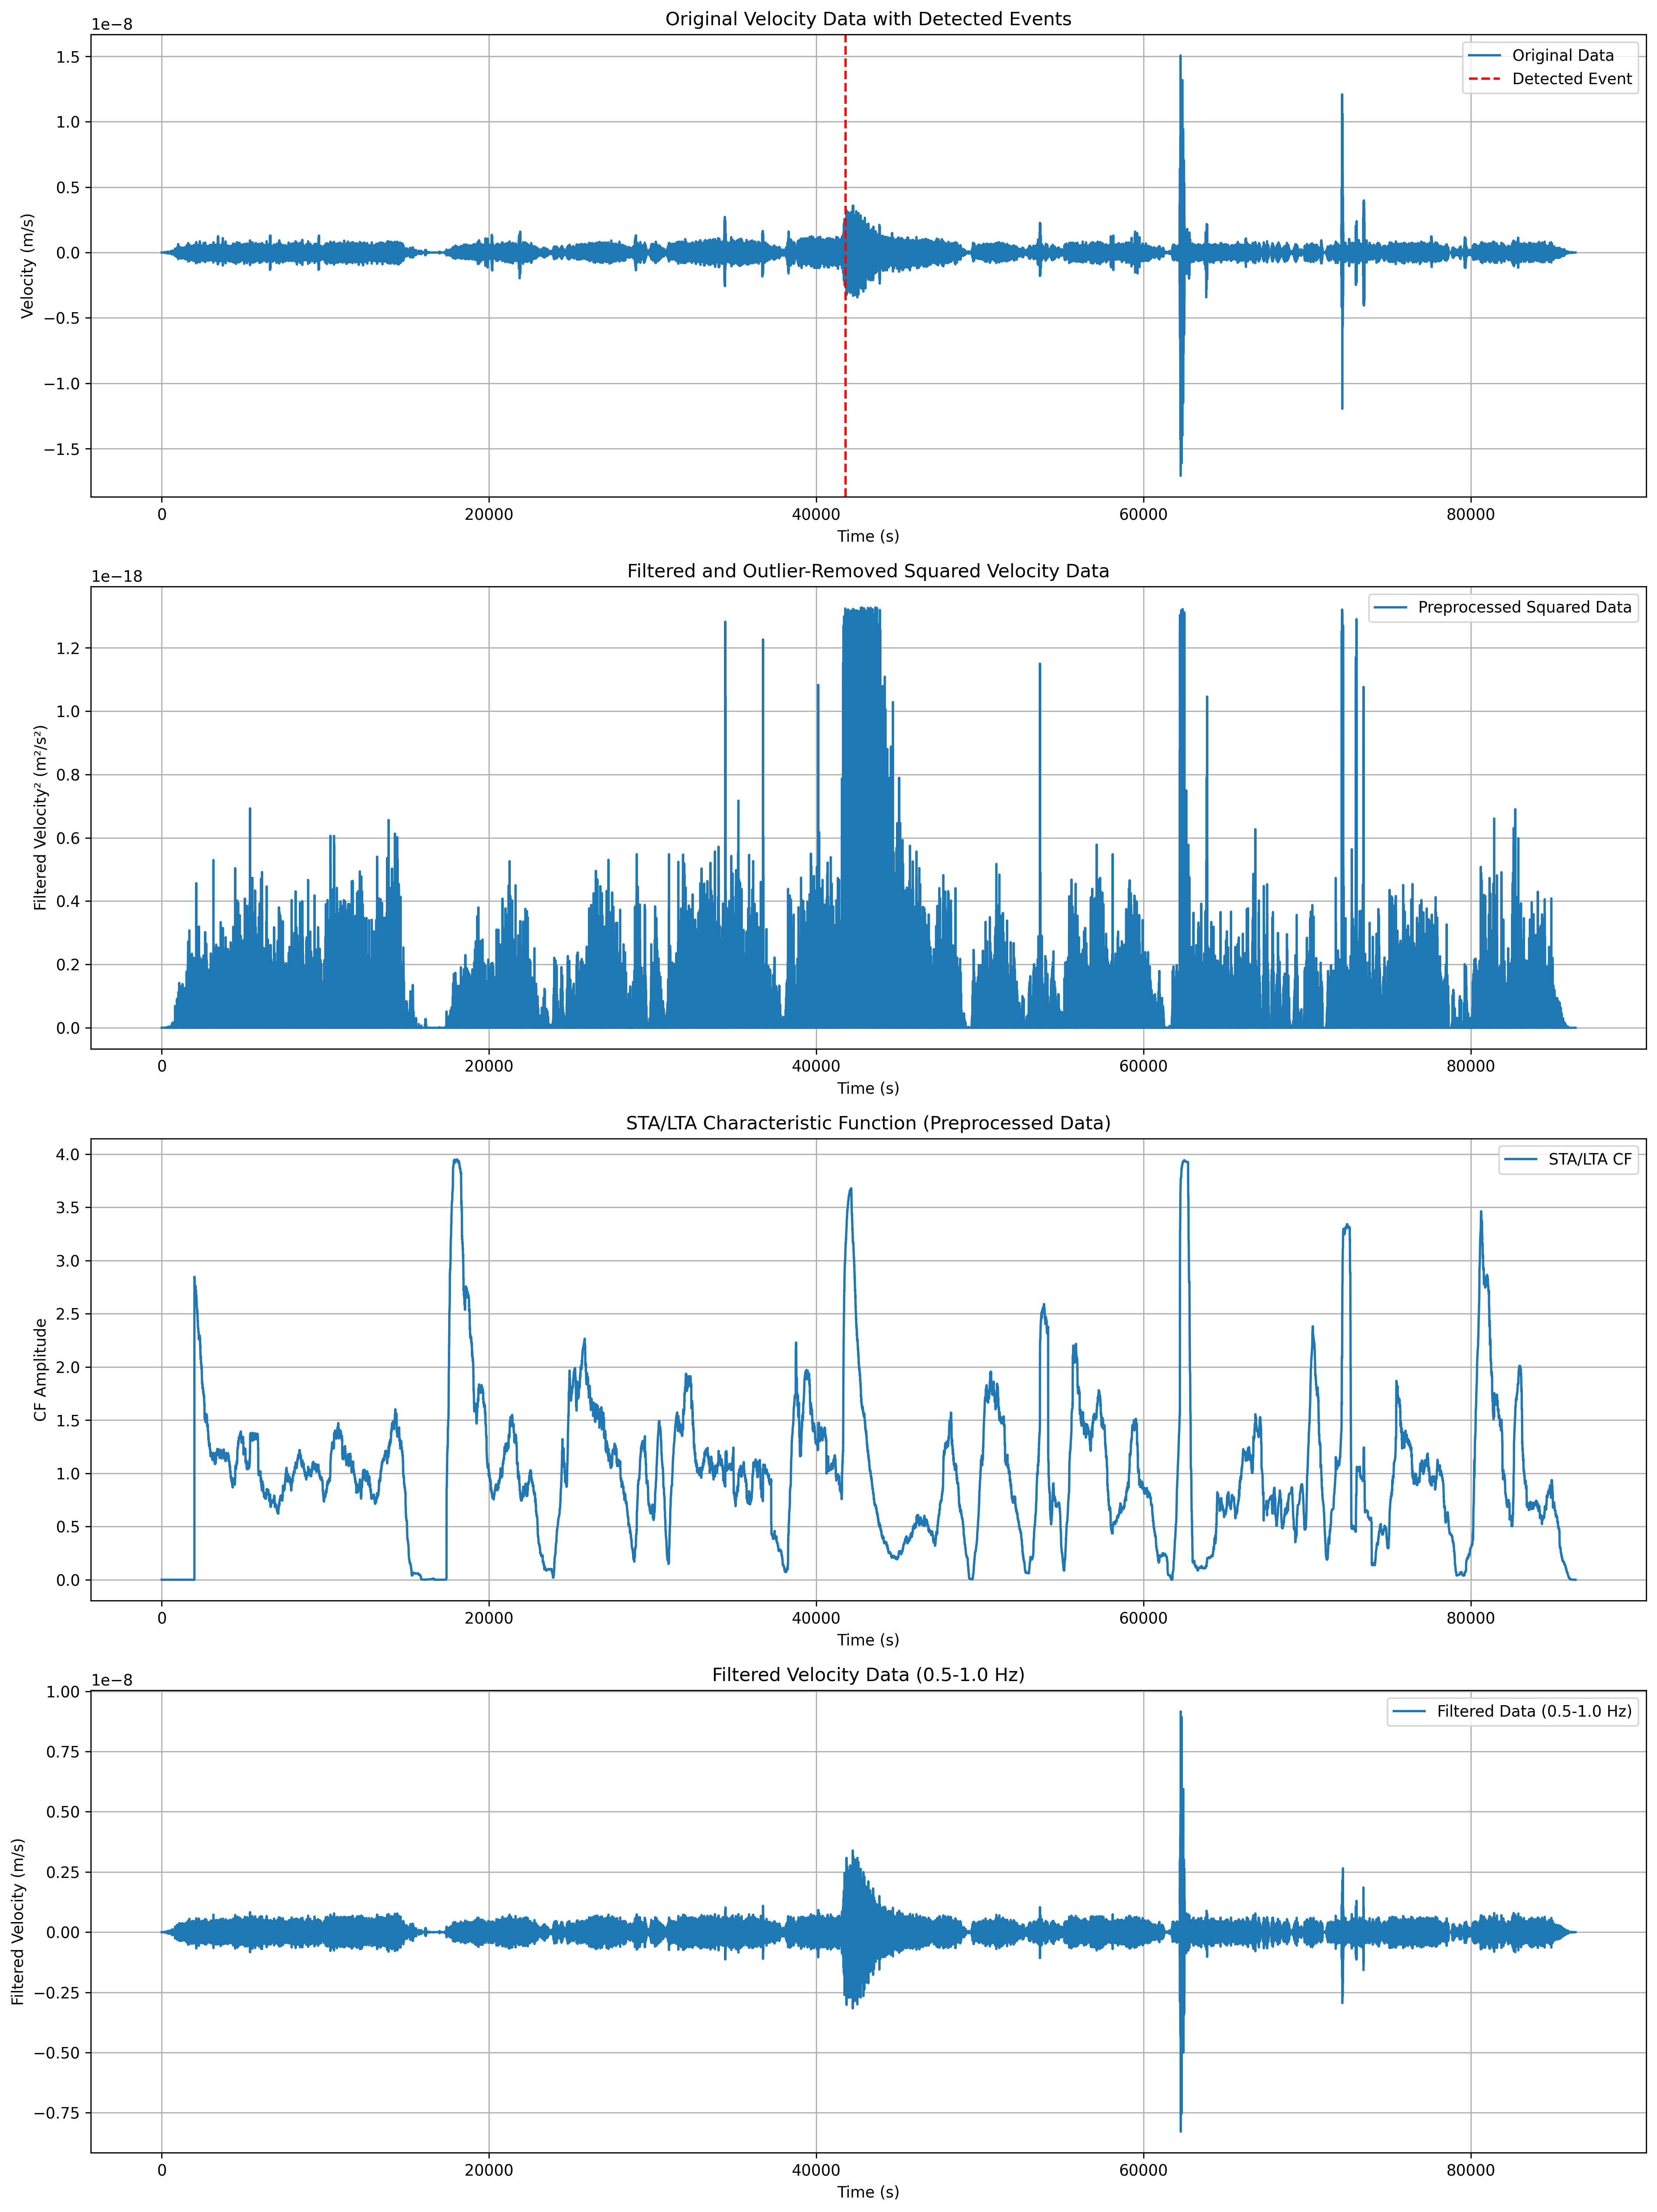 Original Velocity Data with Detected Events
1e−8
Original Data
Detected Event
1.5
1.0
0.5
0.0
−0.5
−1.0
−1.5
Velocity (m/s)
0 20000 40000 60000 80000
Time (s)
Filtered and Outlier-Removed Squared Velocity Data
1e−18
Preprocessed Squared Data
1.2
1.0
0.8
0.6
0.4
0.2
0.0
Filtered Velocity² (m²/s²)
0 20000 40000 60000 80000
Time (s)
STA/LTA Characteristic Function (Preprocessed Data)
STA/LTA CF
4.0
3.5
3.0
2.5
2.0
1.5
1.0
0.5
0.0
CF Amplitude
0 20000 40000 60000 80000
Time (s)
Filtered Velocity Data (0.5-1.0 Hz)
1e−8
Filtered Data (0.5-1.0 Hz)
1.00
0.75
0.50
0.25
0.00
−0.25
−0.50
−0.75
Filtered Velocity (m/s)
0 20000 40000 60000 80000
Time (s)